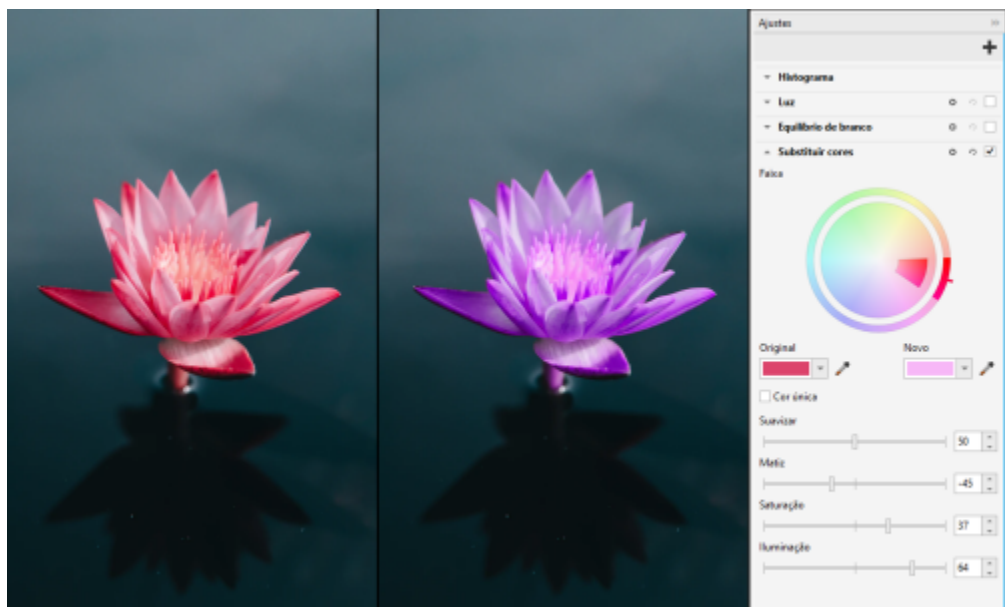 Ajustes
Histograma
Luz
Equilíbrio de branco
Substituir cores
Faixa
Original
Novo
Cor única
Suavizar
50
Matiz
-45
Saturação
37
Iluminação
64